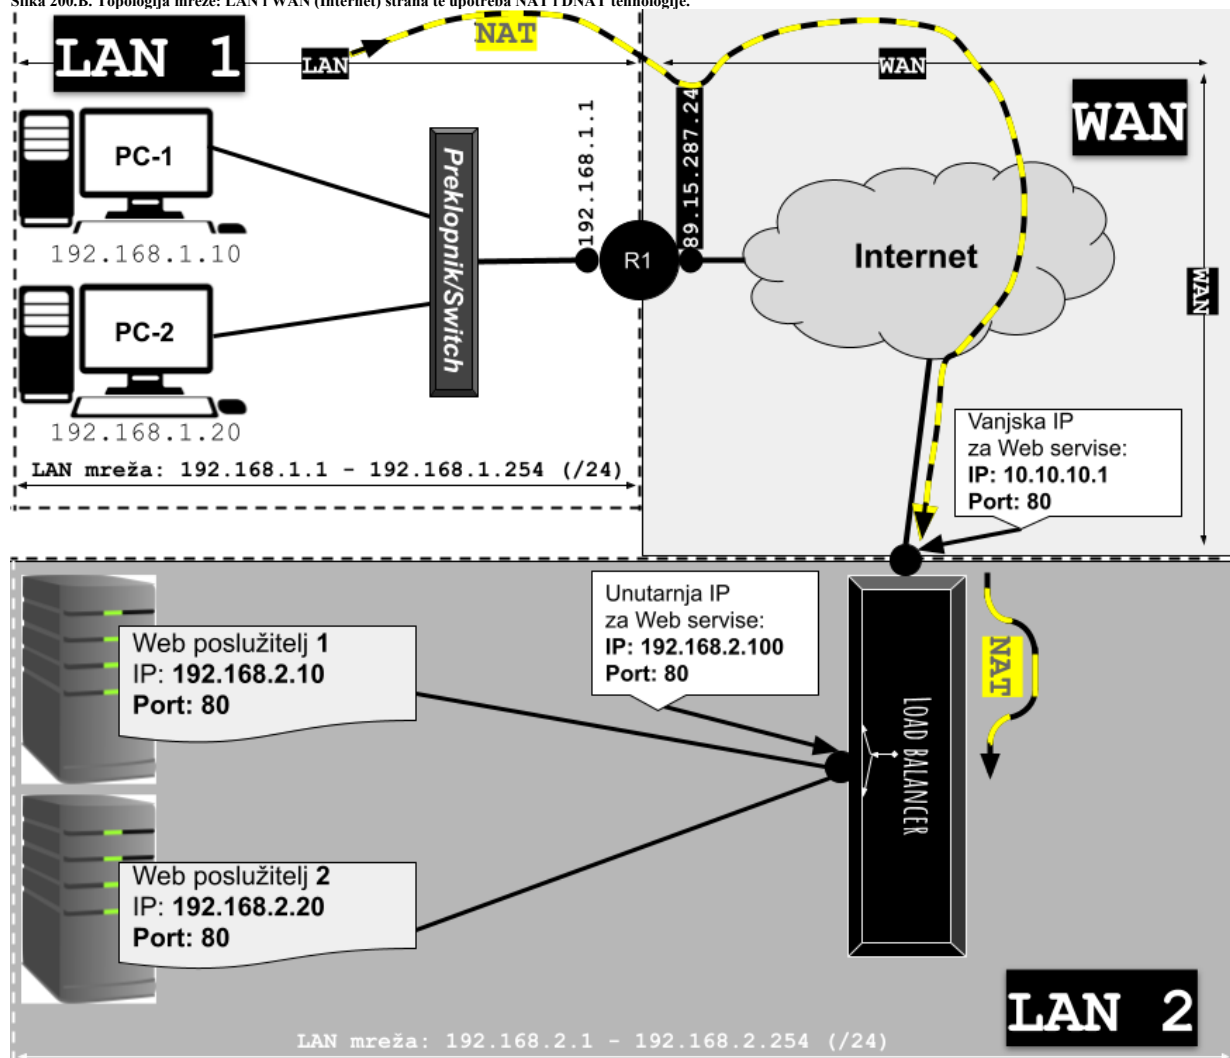 Slika 200.B. Topologija mreže: LAN i WAN (Internet) strana te upotreba NAT i DNAT tehnologije.
LAN 1
LAN
NAT
WAN
WAN
PC-1
192.168.1.10
PC-2
192.168.1.20
Preklopnik/Switch
192.168.1.1
R1
89.15.287.24
Internet
WAN
LAN mreža: 192.168.1.1 - 192.168.1.254 (/24)
Vanjska IP
za Web servise:
IP: 10.10.10.1
Port: 80
Unutarnja IP
za Web servise:
IP: 192.168.2.100
Port: 80
NAT
LOAD BALANCER
Web poslužitelj 1
IP: 192.168.2.10
Port: 80
Web poslužitelj 2
IP: 192.168.2.20
Port: 80
LAN 2
LAN mreža: 192.168.2.1 - 192.168.2.254 (/24)